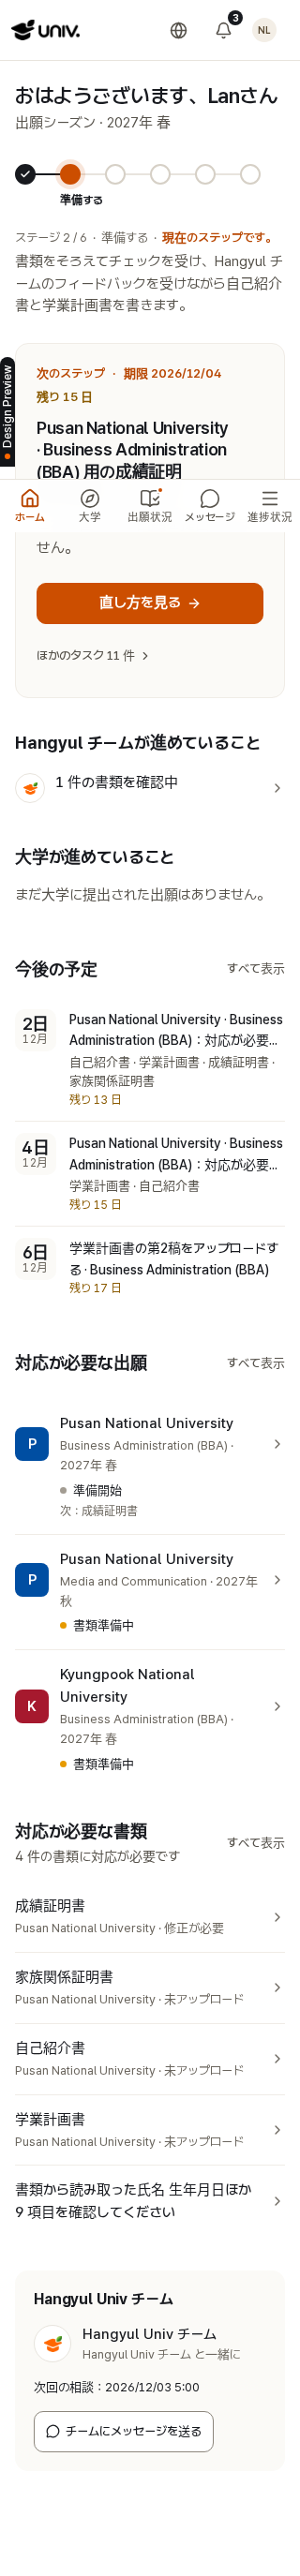 UNIV.
3
NL
おはようございます、Lanさん
出願シーズン · 2027年 春
準備する
ステージ 2 / 6 · 準備する · 現在のステップです。
書類をそろえてチェックを受け、Hangyul チ
ームのフィードバックを受けながら自己紹介
書と学業計画書を書きます。
Design Preview
次のステップ · 期限 2026/12/04
残り 15 日
Pusan National University
· Business Administration
(BBA) 用の成績証明
ホーム
大学
出願状況
メッセージ
進捗状況
せん。
直し方を見る →
ほかのタスク 11 件
Hangyul チームが進めていること
1 件の書類を確認中
大学が進めていること
まだ大学に提出された出願はありません。
今後の予定
すべて表示
2日
12月
Pusan National University · Business
Administration (BBA)：対応が必要...
自己紹介書 · 学業計画書 · 成績証明書 ·
家族関係証明書
残り 13 日
4日
12月
Pusan National University · Business
Administration (BBA)：対応が必要...
学業計画書 · 自己紹介書
残り 15 日
6日
12月
学業計画書の第2稿をアップロードす
る · Business Administration (BBA)
残り 17 日
対応が必要な出願
すべて表示
P
Pusan National University
Business Administration (BBA) ·
2027年 春
準備開始
次：成績証明書
P
Pusan National University
Media and Communication · 2027年
秋
書類準備中
K
Kyungpook National
University
Business Administration (BBA) ·
2027年 春
書類準備中
対応が必要な書類
4 件の書類に対応が必要です
すべて表示
成績証明書
Pusan National University · 修正が必要
家族関係証明書
Pusan National University · 未アップロード
自己紹介書
Pusan National University · 未アップロード
学業計画書
Pusan National University · 未アップロード
書類から読み取った氏名 生年月日ほか
9 項目を確認してください
Hangyul Univ チーム
Hangyul Univ チーム
Hangyul Univ チーム と一緒に
次回の相談：2026/12/03 5:00
チームにメッセージを送る